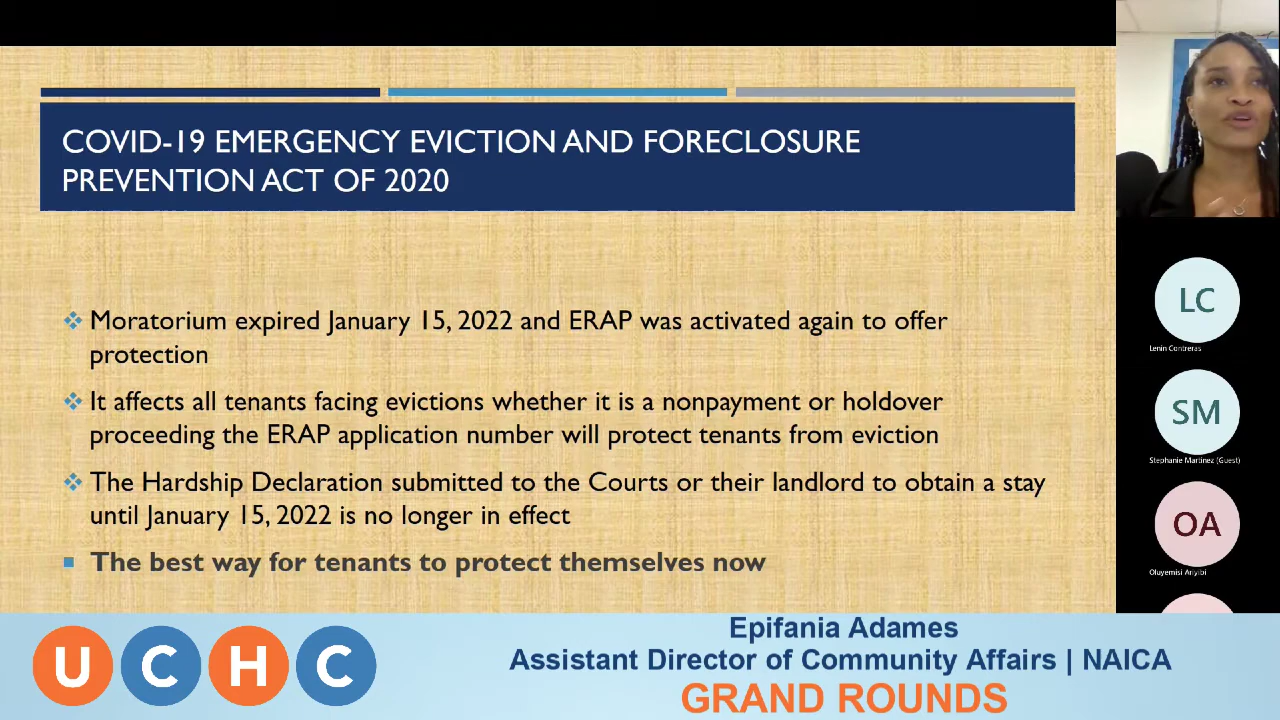 COVID-19 EMERGENCY EVICTION AND FORECLOSURE
PREVENTION ACT OF 2020
Moratorium expired January 15, 2022 and ERAP was activated again to offer
protection
It affects all tenants facing evictions whether it is a nonpayment or holdover
proceeding the ERAP application number will protect tenants from eviction
The Hardship Declaration submitted to the Courts or their landlord to obtain a stay
until January 15, 2022 is no longer in effect
The best way for tenants to protect themselves now
LC
Lenin Contreras
SM
Stephanie Martinez (Guest)
OA
Oluyemisi Aniyibi
UCHC
Epifania Adames
Assistant Director of Community Affairs | NAICA
GRAND ROUNDS